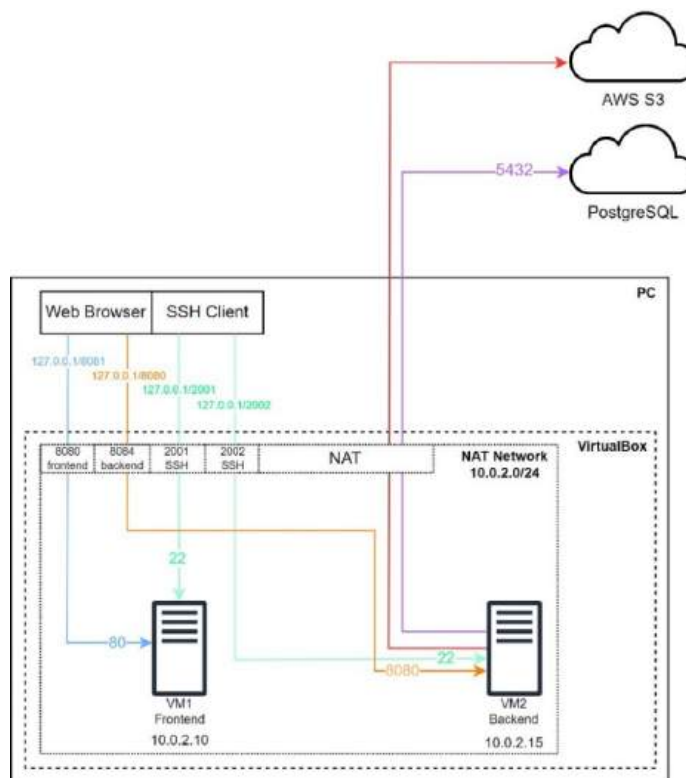 AWS S3
5432
PostgreSQL
PC
Web Browser
SSH Client
127.0.0.1/8081
127.0.0.1/8080
127.0.0.1/2001
127.0.0.1/2002
VirtualBox
8080
frontend
8084
backend
2001
SSH
2002
SSH
NAT
NAT Network
10.0.2.0/24
22
80
22
8080
VM1
Frontend
10.0.2.10
VM2
Backend
10.0.2.15